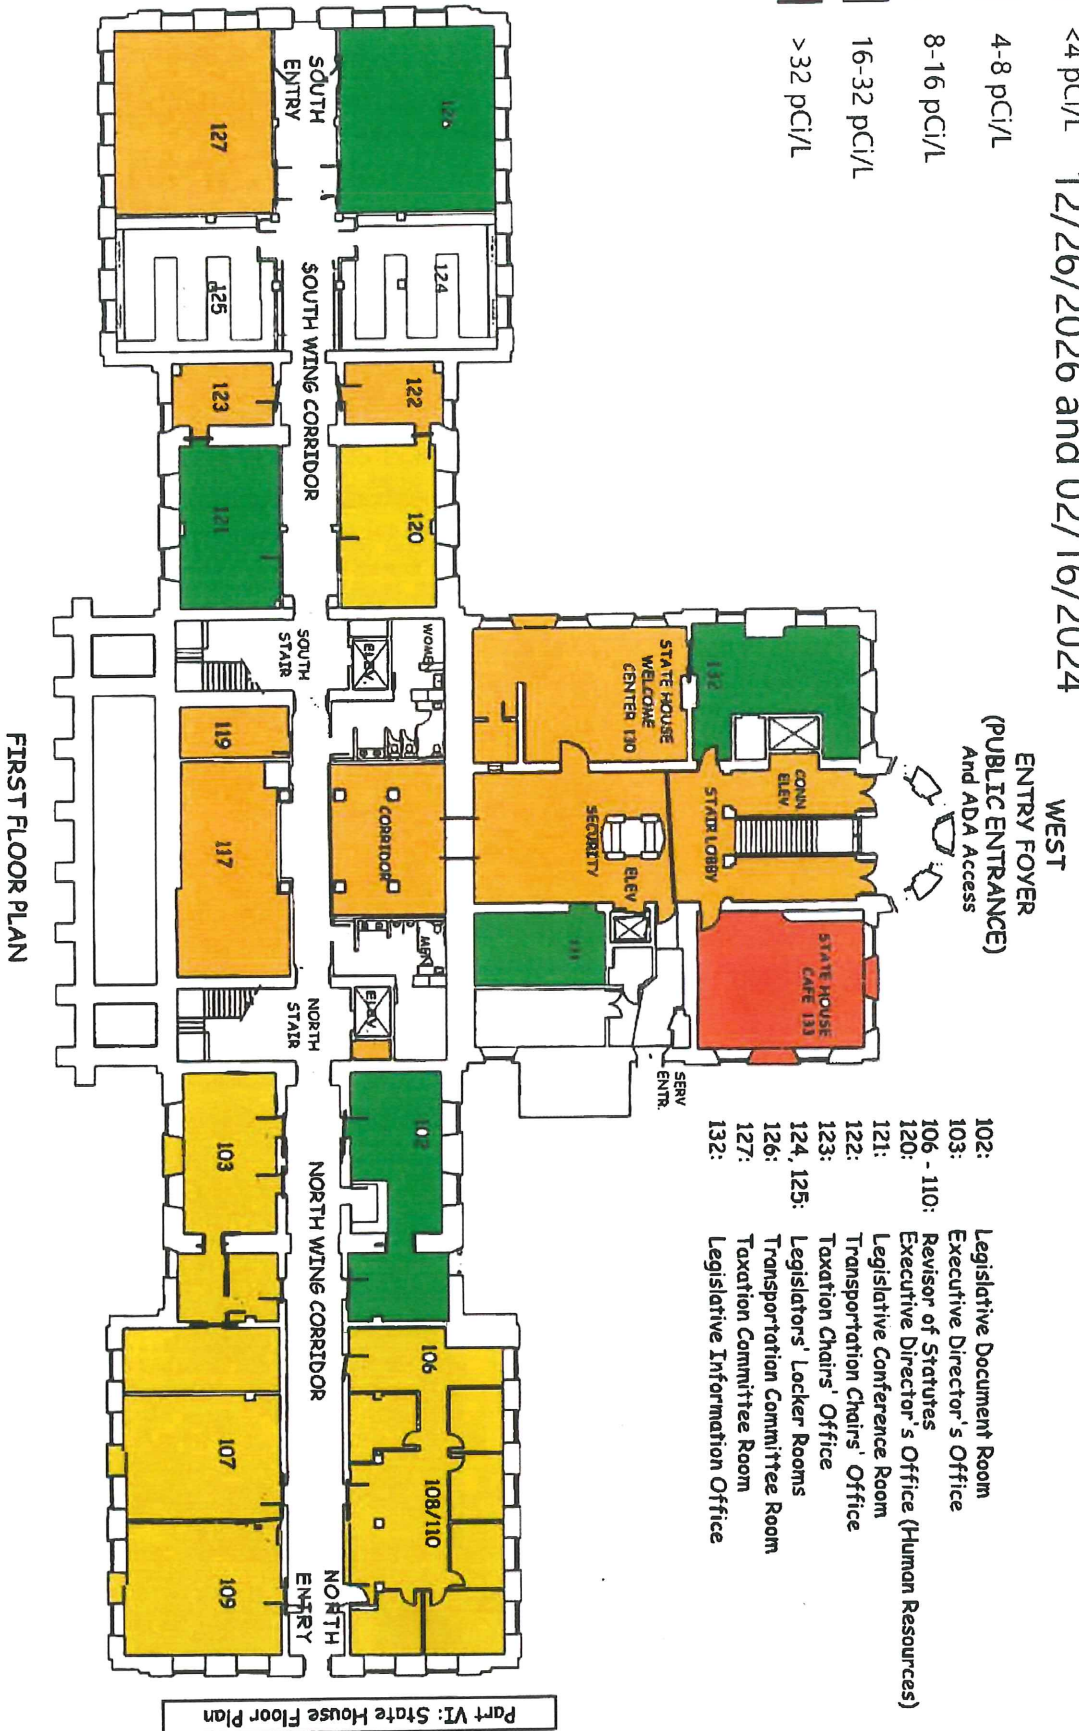 <4 pCi/L 12/26/2026 and 02/16/2024
4-8 pCi/L
8-16 pCi/L
16-32 pCi/L
>32 pCi/L
WEST
ENTRY FOYER
(PUBLIC ENTRANCE)
And ADA Access
102: Legislative Document Room
103: Executive Director's Office
106 - 110: Revisor of Statutes
120: Executive Director's Office (Human Resources)
121: Legislative Conference Room
122: Transportation Chairs' Office
123: Taxation Chairs' Office
124, 125: Legislators' Locker Rooms
126: Transportation Committee Room
127: Taxation Committee Room
132: Legislative Information Office
132
CONN
ELEV
STATE HOUSE
CAFE 133
STATE HOUSE
WELCOME
CENTER 130
STAIR LOBBY
SECURITY
ELEV
131
SERV
ENTR.
126
124
122
120
WOMEN
ELEV.
CORRIDOR
MEN
ELEV.
102
106
108/110
SOUTH
ENTRY
SOUTH WING CORRIDOR
SOUTH
STAIR
NORTH
STAIR
NORTH WING CORRIDOR
NORTH
ENTRY
127
125
123
121
119
117
103
107
109
FIRST FLOOR PLAN
Part VI: State House Floor Plan